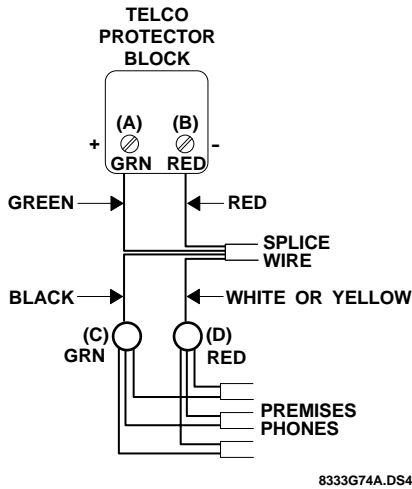 TELCO
PROTECTOR
BLOCK
(A) (B)
+ -
GRN RED
GREEN RED
SPLICE
WIRE
BLACK WHITE OR YELLOW
(C) (D)
GRN RED
PREMISES
PHONES
8333G74A.DS4